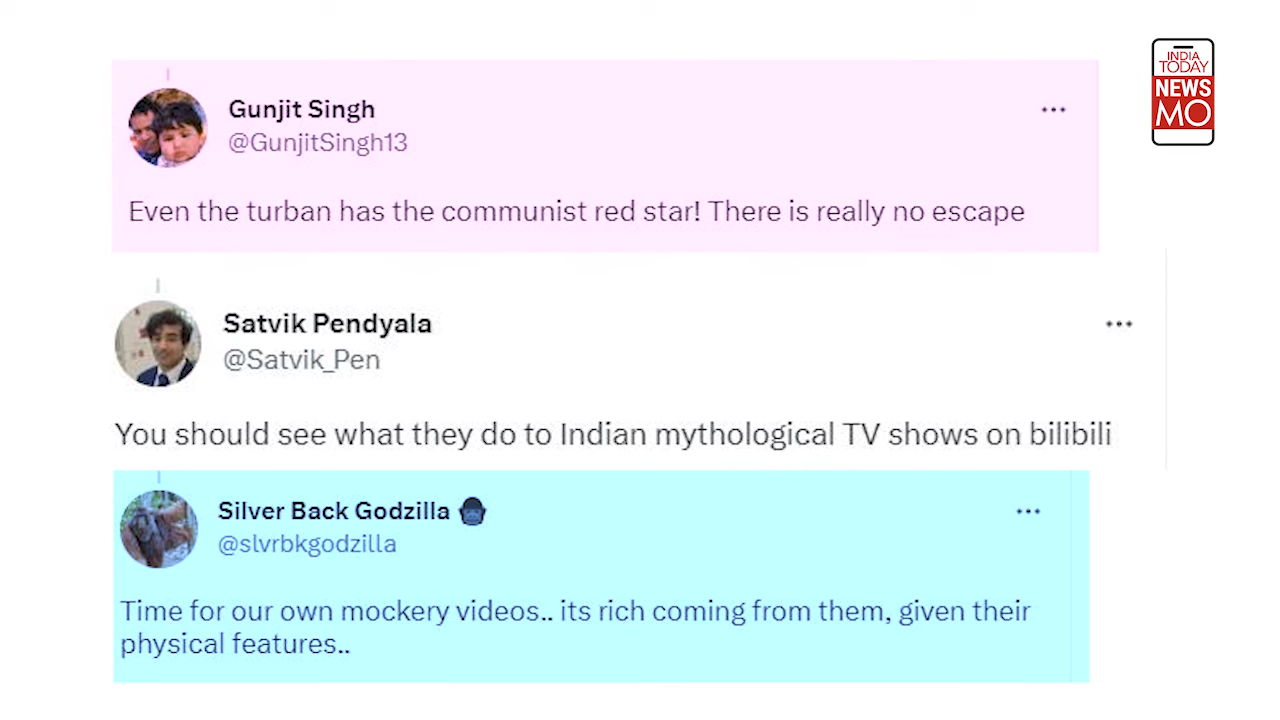 INDIA
TODAY
NEWS
MO
Gunjit Singh
@GunjitSingh13
Even the turban has the communist red star! There is really no escape
Satvik Pendyala
@Satvik_Pen
You should see what they do to Indian mythological TV shows on bilibili
Silver Back Godzilla
@slvrbkgodzilla
Time for our own mockery videos.. its rich coming from them, given their
physical features..